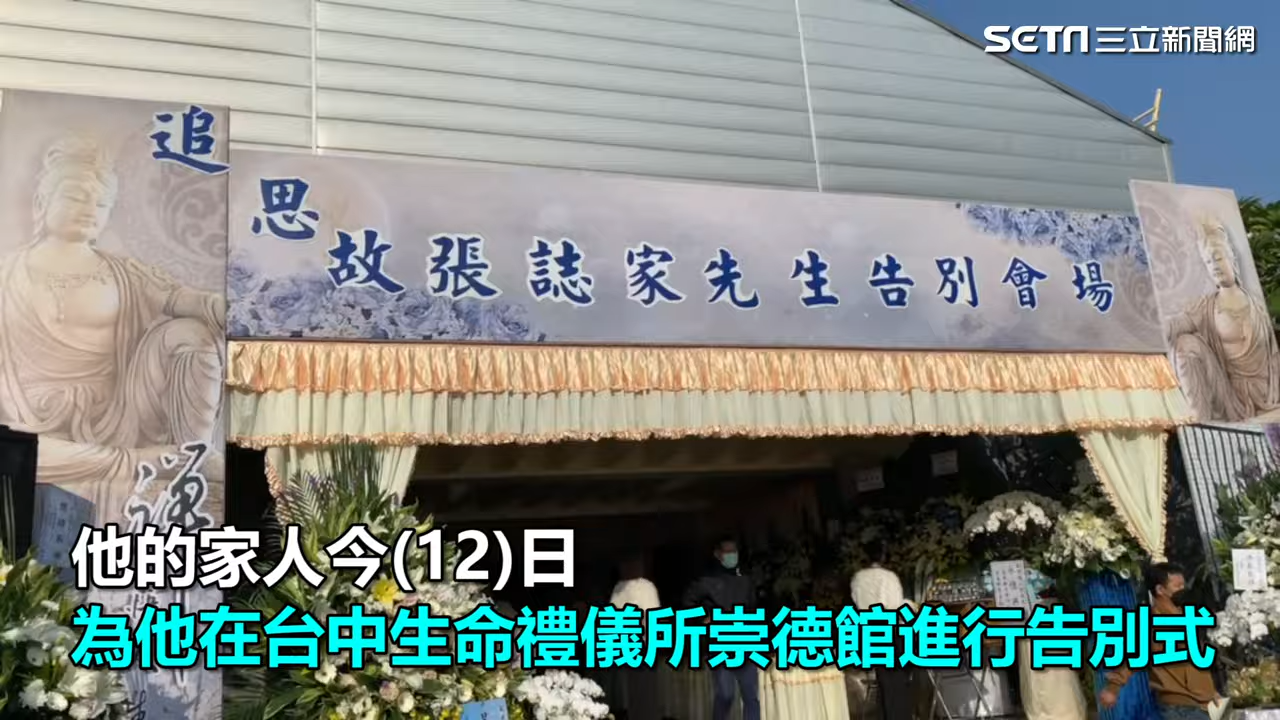 SETN三立新聞網
追思故張誌家先生告別會場
禪
他的家人今(12)日
為他在台中生命禮儀所崇德館進行告別式